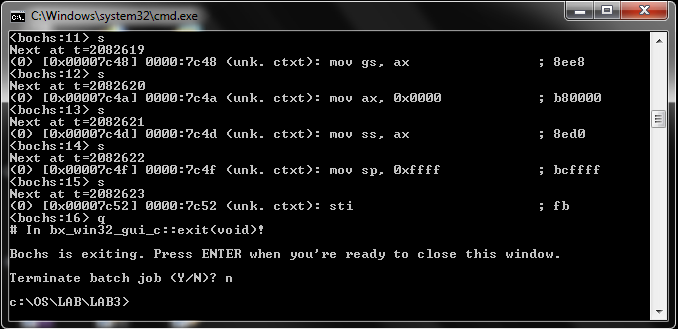 C:\Windows\system32\cmd.exe
<bochs:11> s
Next at t=2082619
(0) [0x00007c48] 0000:7c48 (unk. ctxt): mov gs, ax ; 8ee8
<bochs:12> s
Next at t=2082620
(0) [0x00007c4a] 0000:7c4a (unk. ctxt): mov ax, 0x0000 ; b80000
<bochs:13> s
Next at t=2082621
(0) [0x00007c4d] 0000:7c4d (unk. ctxt): mov ss, ax ; 8ed0
<bochs:14> s
Next at t=2082622
(0) [0x00007c4f] 0000:7c4f (unk. ctxt): mov sp, 0xffff ; bcffff
<bochs:15> s
Next at t=2082623
(0) [0x00007c52] 0000:7c52 (unk. ctxt): sti ; fb
<bochs:16> q
# In bx_win32_gui_c::exit(void)!
Bochs is exiting. Press ENTER when you're ready to close this window.
Terminate batch job (Y/N)? n
c:\OS\LAB\LAB3>